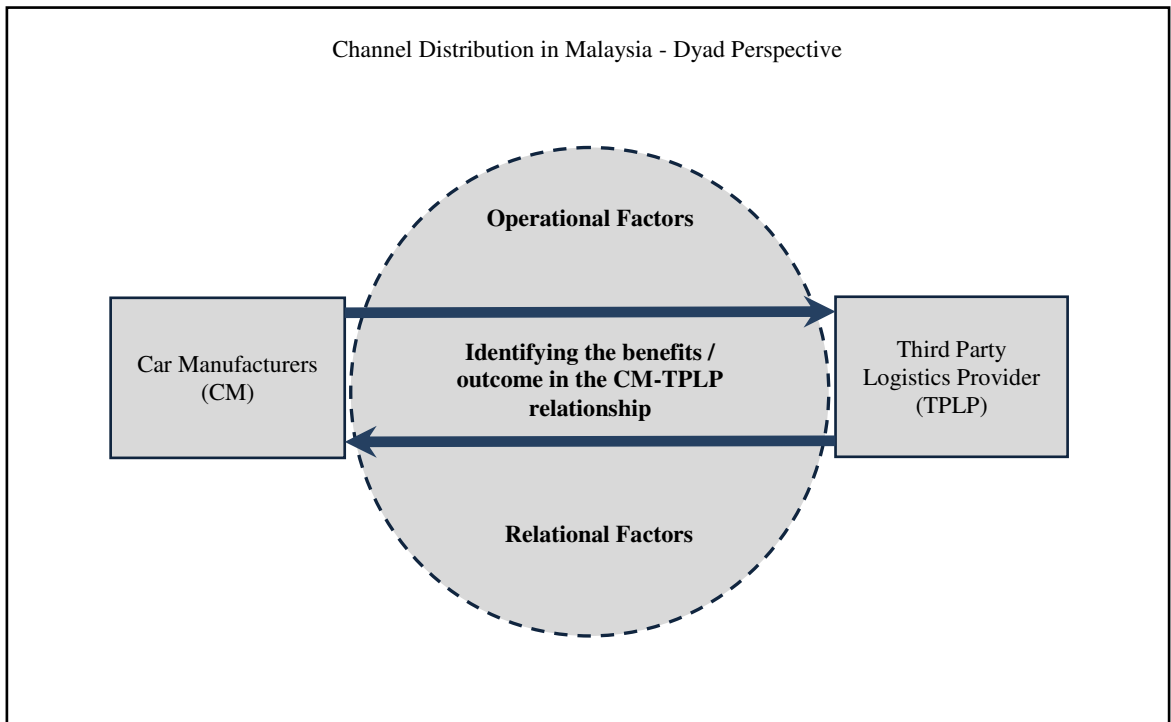 Channel Distribution in Malaysia - Dyad Perspective
Operational Factors
Car Manufacturers
(CM)
Identifying the benefits /
outcome in the CM-TPLP
relationship
Third Party
Logistics Provider
(TPLP)
Relational Factors